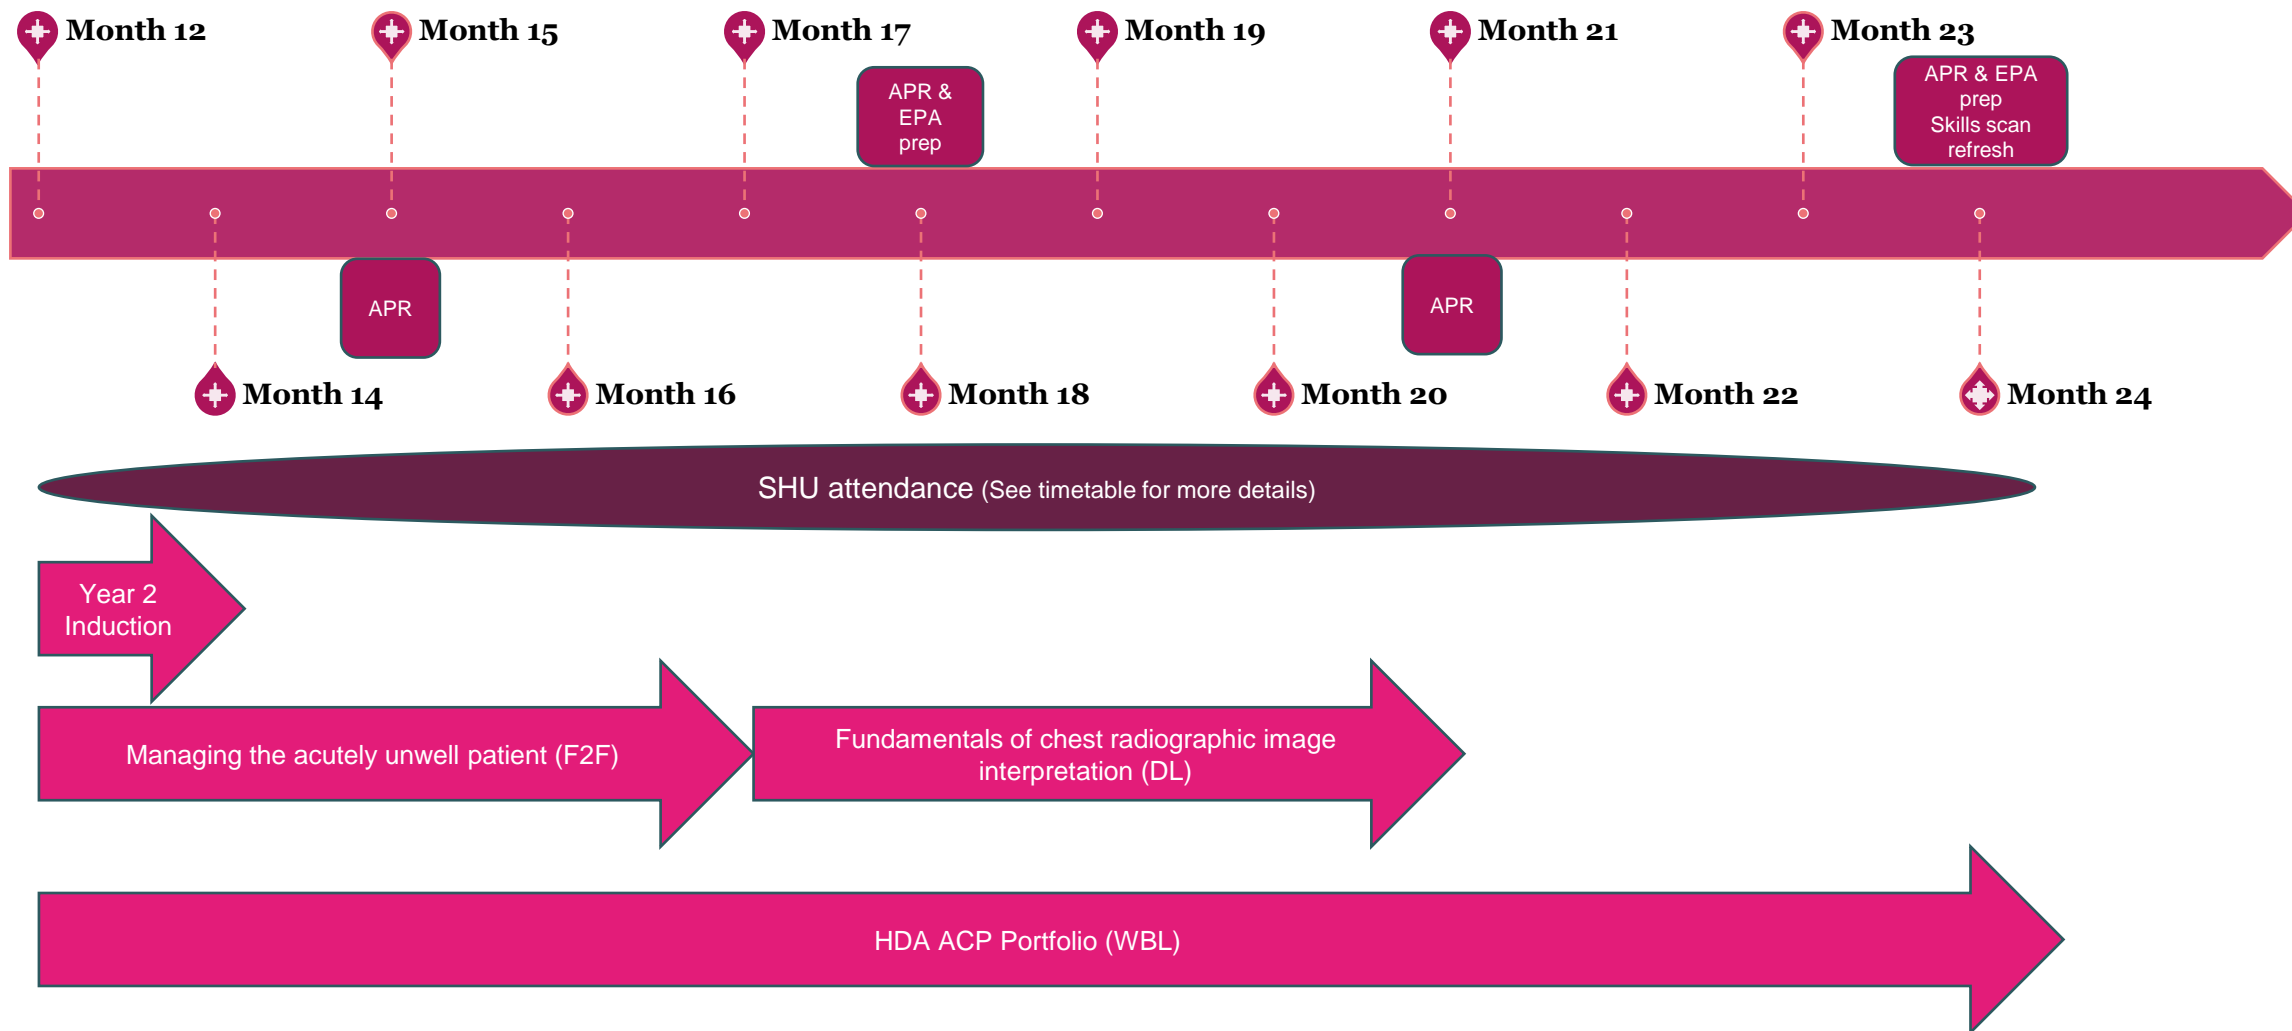 Month 12
Month 15
Month 17
Month 19
Month 21
Month 23
APR &
EPA
prep
APR & EPA
prep
Skills scan
refresh
APR
APR
Month 14
Month 16
Month 18
Month 20
Month 22
Month 24
SHU attendance (See timetable for more details)
Year 2
Induction
Managing the acutely unwell patient (F2F)
Fundamentals of chest radiographic image
interpretation (DL)
HDA ACP Portfolio (WBL)